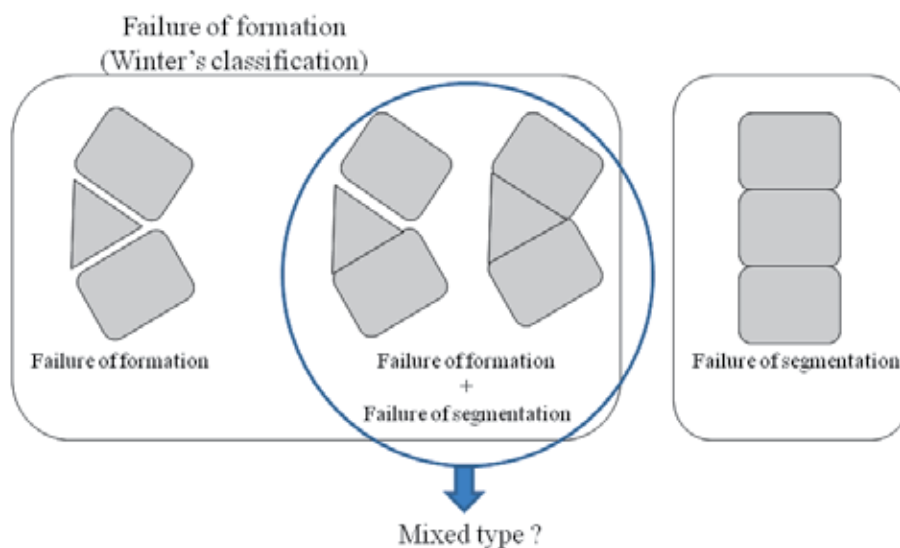 Failure of formation
(Winter's classification)
Failure of formation
Failure of formation
+
Failure of segmentation
Failure of segmentation
Mixed type ?